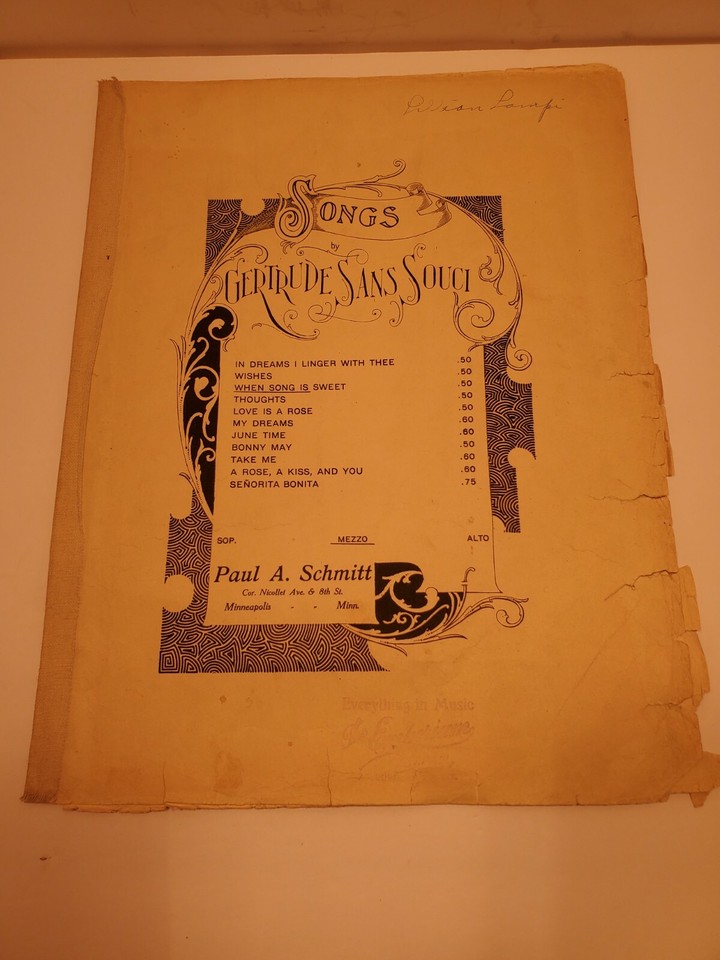 SONGS
by
GERTRUDE SANS SOUCI
IN DREAMS I LINGER WITH THEE .50
WISHES .50
WHEN SONG IS SWEET .50
THOUGHTS .50
LOVE IS A ROSE .50
MY DREAMS .60
JUNE TIME .60
BONNY MAY .50
TAKE ME .60
A ROSE, A KISS, AND YOU .60
SEÑORITA BONITA .75
SOP. MEZZO ALTO
Paul A. Schmitt
Cor. Nicollet Ave. & 8th St.
Minneapolis - - Minn.
Everything in Music